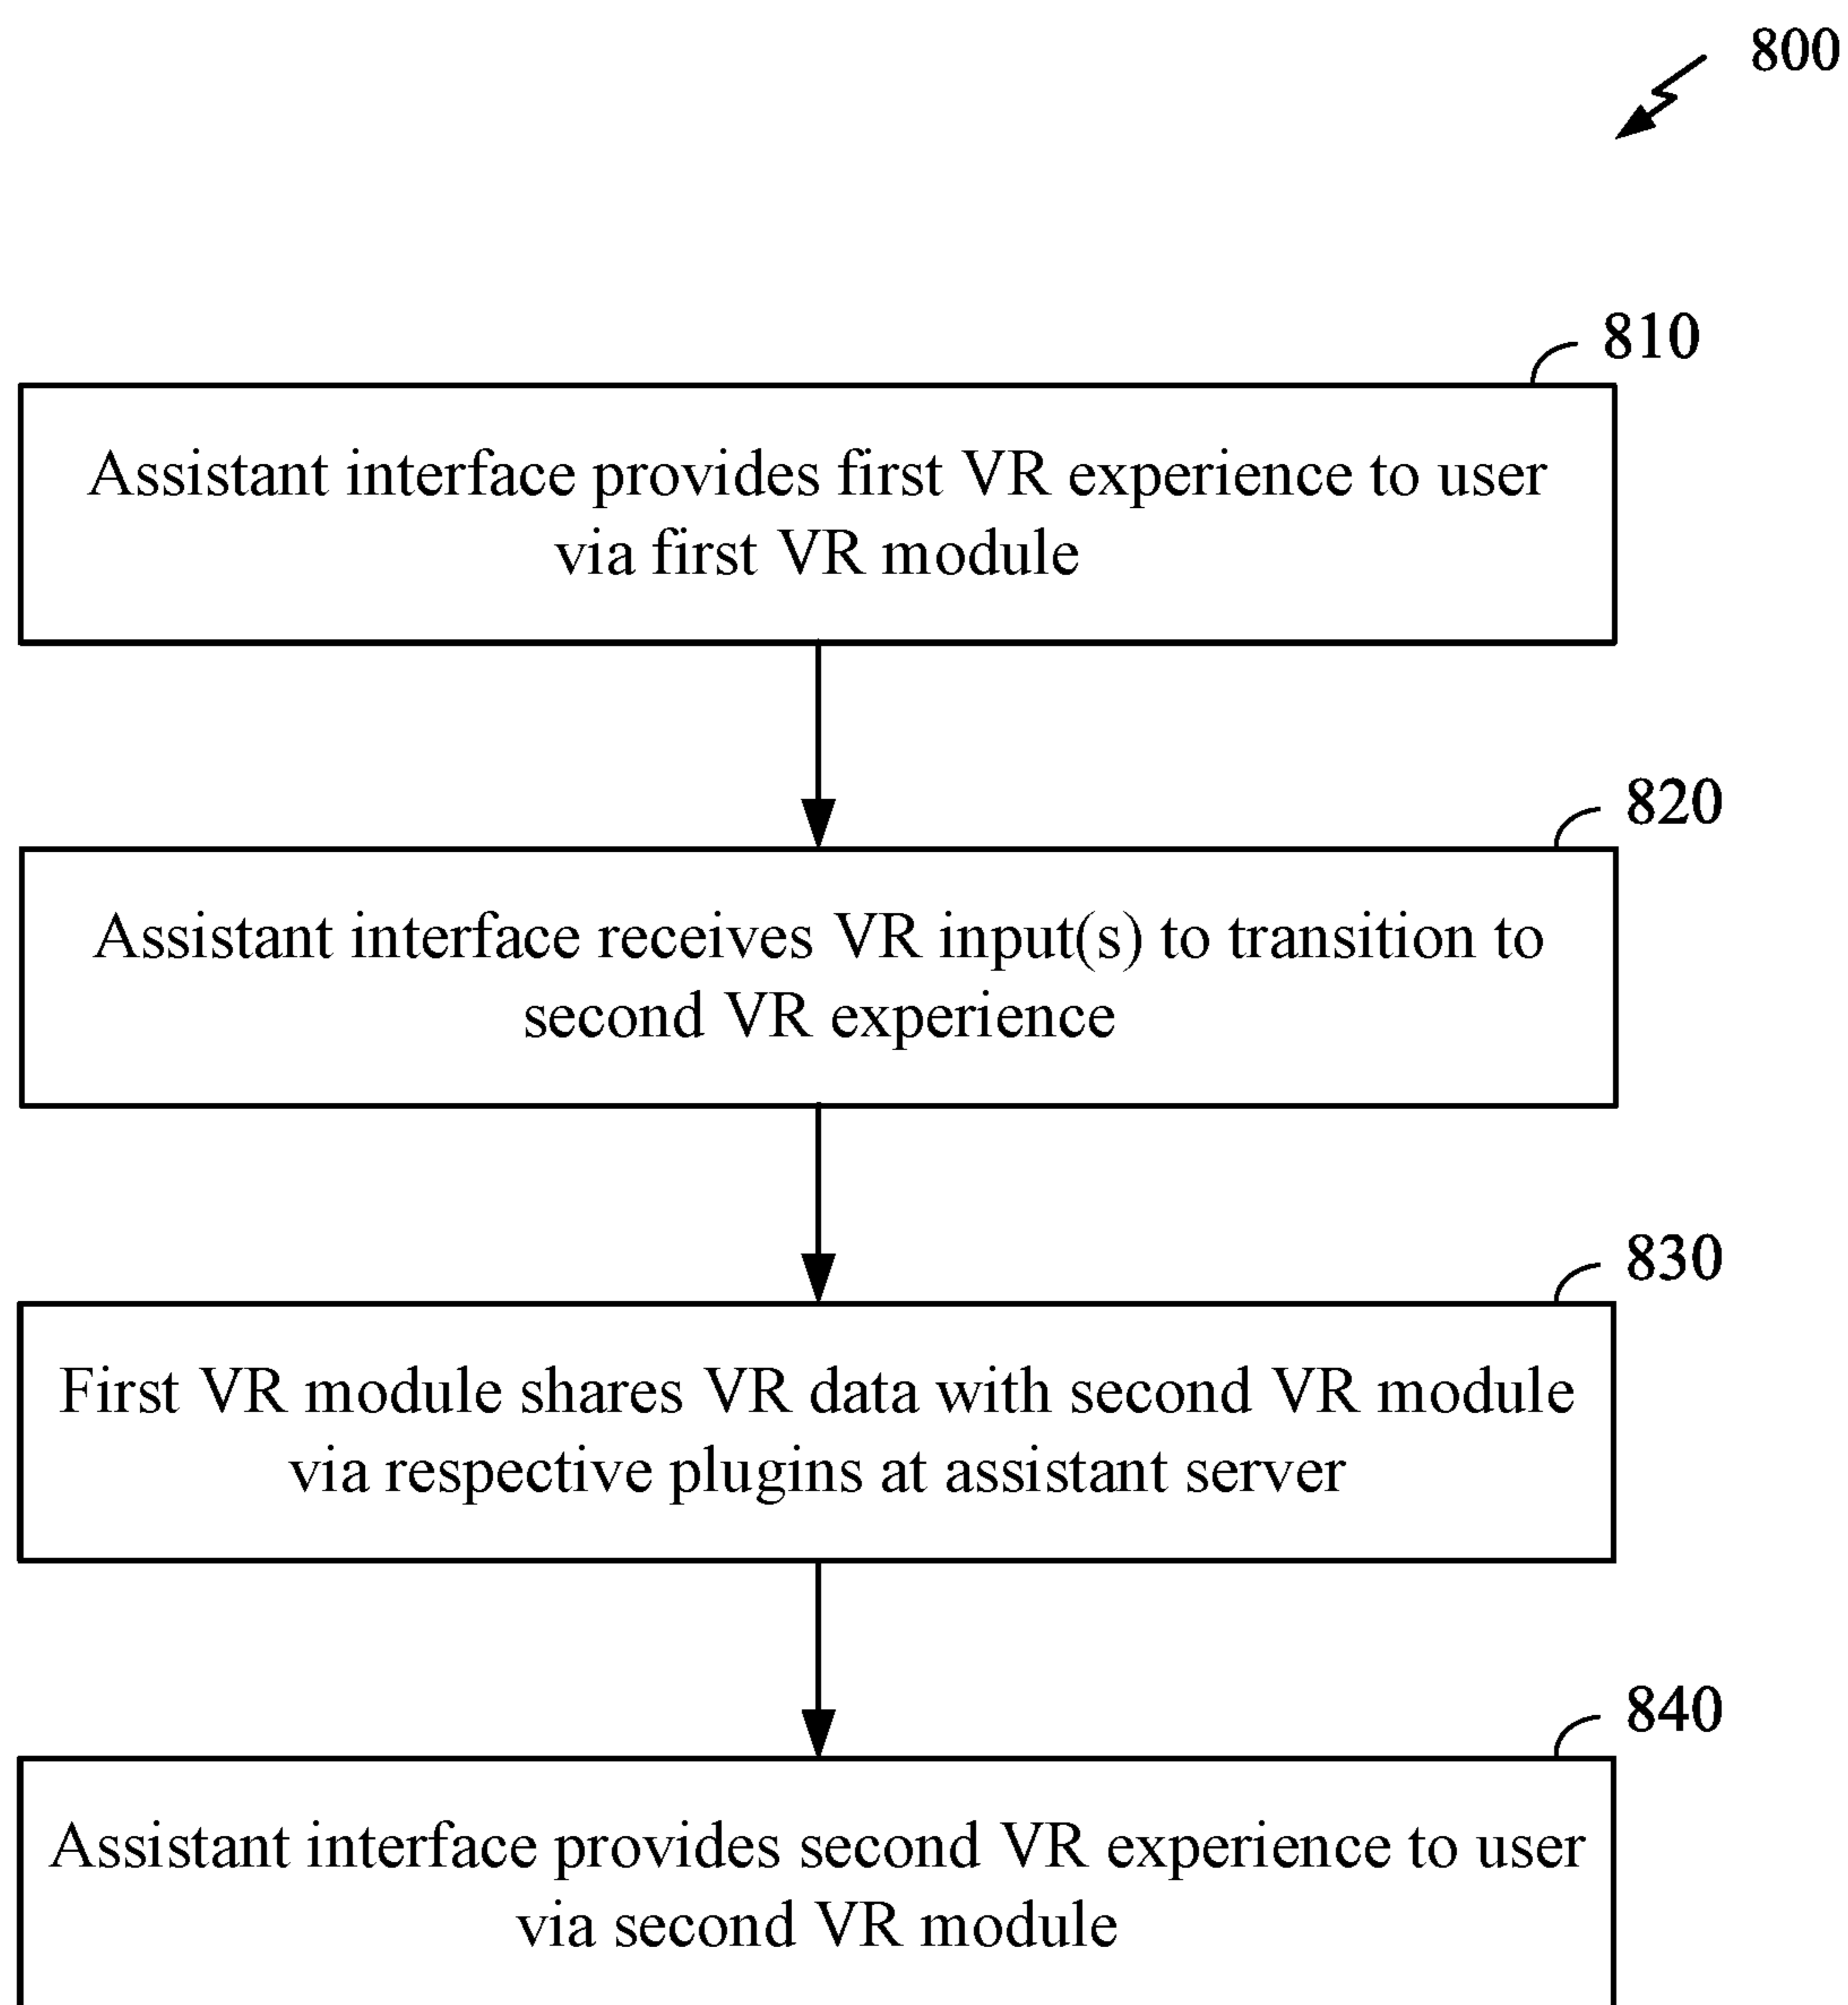 800
810
Assistant interface provides first VR experience to user
via first VR module
820
Assistant interface receives VR input(s) to transition to
second VR experience
830
First VR module shares VR data with second VR module
via respective plugins at assistant server
840
Assistant interface provides second VR experience to user
via second VR module